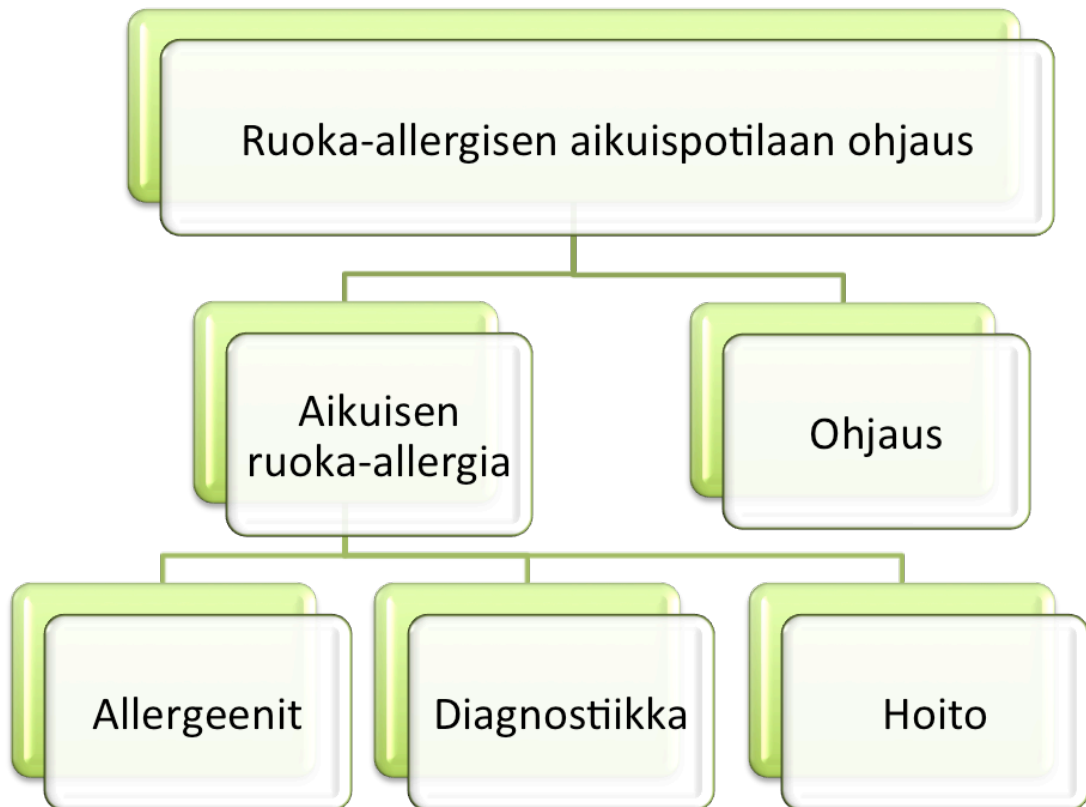 Ruoka-allergisen aikuispotilaan ohjaus
Aikuisen
ruoka-allergia
Ohjaus
Allergeenit
Diagnostiikka
Hoito